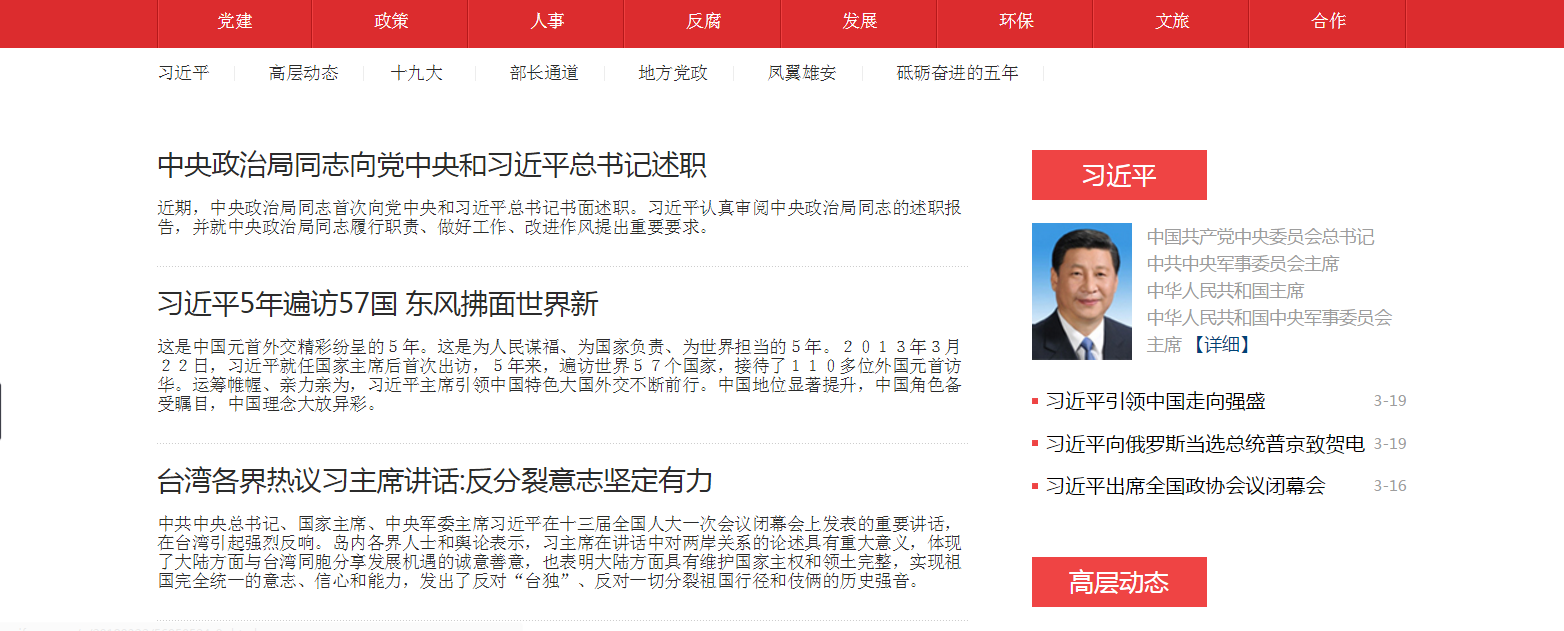 党建 政策 人事 反腐 发展 环保 文旅 合作
习近平 高层动态 十九大 部长通道 地方党政 凤翼雄安 砥砺奋进的五年
中央政治局同志向党中央和习近平总书记述职
近期，中央政治局同志首次向党中央和习近平总书记书面述职。习近平认真审阅中央政治局同志的述职报
告，并就中央政治局同志履行职责、做好工作、改进作风提出重要要求。
习近平5年遍访57国 东风拂面世界新
这是中国元首外交精彩纷呈的５年。这是为人民谋福、为国家负责、为世界担当的５年。２０１３年３月
２２日，习近平就任国家主席后首次出访，５年来，遍访世界５７个国家，接待了１１０多位外国元首访
华。运筹帷幄、亲力亲为，习近平主席引领中国特色大国外交不断前行。中国地位显著提升，中国角色备
受瞩目，中国理念大放异彩。
台湾各界热议习主席讲话:反分裂意志坚定有力
中共中央总书记、国家主席、中央军委主席习近平在十三届全国人大一次会议闭幕会上发表的重要讲话，
在台湾引起强烈反响。岛内各界人士和舆论表示，习主席在讲话中对两岸关系的论述具有重大意义，体现
了大陆方面与台湾同胞分享发展机遇的诚意善意，也表明大陆方面具有维护国家主权和领土完整，实现祖
国完全统一的意志、信心和能力，发出了反对“台独”、反对一切分裂祖国行径和伎俩的历史强音。
习近平
中国共产党中央委员会总书记
中共中央军事委员会主席
中华人民共和国主席
中华人民共和国中央军事委员会
主席 【详细】
习近平引领中国走向强盛 3-19
习近平向俄罗斯当选总统普京致贺电 3-19
习近平出席全国政协会议闭幕会 3-16
高层动态